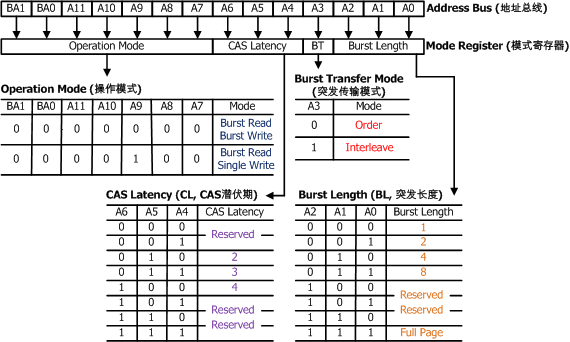 BA1 BA0 A11 A10 A9 A8 A7 A6 A5 A4 A3 A2 A1 A0 Address Bus (地址总线)
Operation Mode CAS Latency BT Burst Length Mode Register (模式寄存器)
Operation Mode (操作模式)
BA1 BA0 A11 A10 A9 A8 A7 Mode
0 0 0 0 0 0 0 Burst Read Burst Write
0 0 0 0 1 0 0 Burst Read Single Write
Burst Transfer Mode
(突发传输模式)
A3 Mode
0 Order
1 Interleave
CAS Latency (CL, CAS潜伏期)
A6 A5 A4 CAS Latency
0 0 0
Reserved
0 0 1
0 1 0 2
0 1 1 3
1 0 0 4
1 0 1
Reserved
1 1 0
Reserved
1 1 1
Burst Length (BL, 突发长度)
A2 A1 A0 Burst Length
0 0 0 1
0 0 1 2
0 1 0 4
0 1 1 8
1 0 0
Reserved
1 0 1
Reserved
1 1 0
1 1 1 Full Page